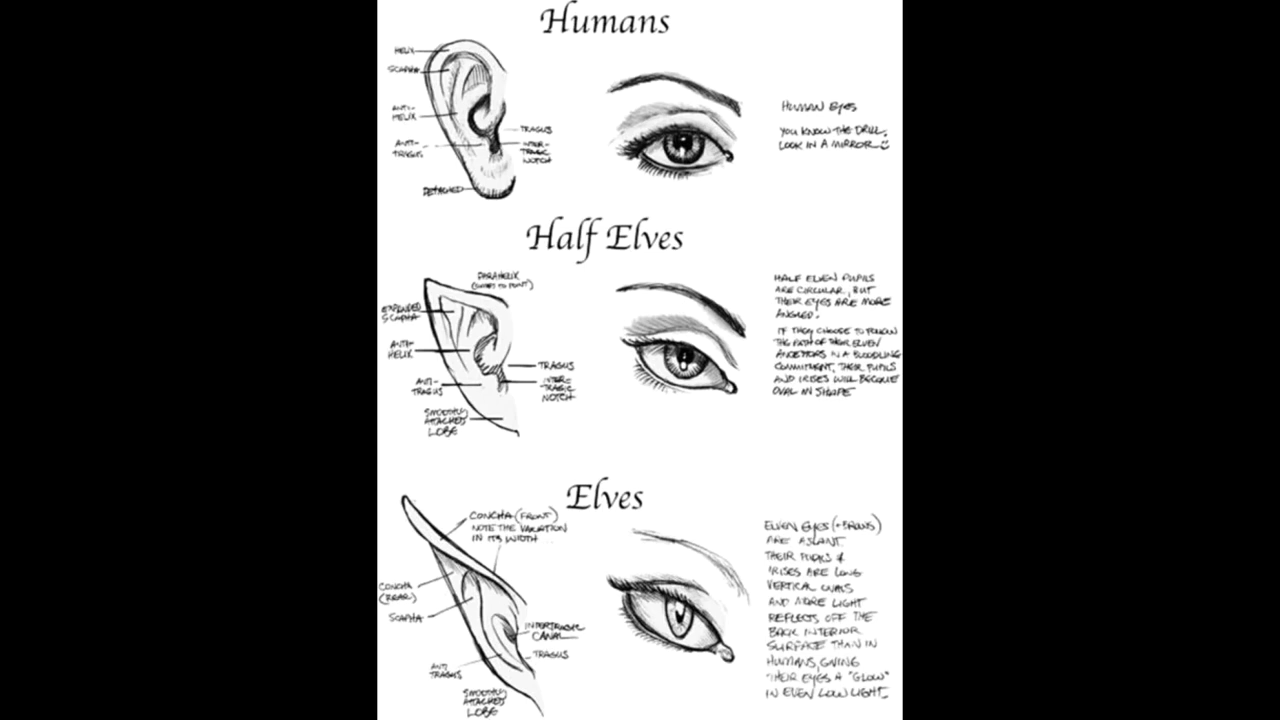 Humans
HELIX
SCAPHA
ANTI-
HELIX
ANTI-
TRAGUS
TRAGUS
INTER-
TRAGIC
NOTCH
DETACHED
HUMAN EYES
YOU KNOW THE DRILL,
LOOK IN A MIRROR
Half Elves
PARAHELIX
(COMES TO POINT)
EXPANDED
SCAPHA
ANTI-
HELIX
ANTI-
TRAGUS
SMOOTHLY
ATTACHED
LOBE
TRAGUS
INTER-
TRAGIC
NOTCH
HALF ELVEN PUPILS
ARE CIRCULAR, BUT
THEIR EYES ARE MORE
ANGLED.
IF THEY CHOOSE TO FOLLOW
THE PATH OF THEIR ELVEN
ANCESTORS IN A BLOODLINE
COMMITMENT, THEIR PUPILS
AND IRISES WILL BECOME
OVAL IN SHAPE
Elves
CONCHA (FRONT)
NOTE THE VARIATION
IN ITS WIDTH
CONCHA
(REAR)
SCAPHA
ANTI
TRAGUS
SMOOTHLY
ATTACHED
LOBE
INTERTRAGIC
CANAL
TRAGUS
ELVEN EYES (+ BROWS)
ARE ASLANT.
THEIR PUPILS &
IRISES ARE LONG
VERTICAL OVALS
AND MORE LIGHT
REFLECTS OFF THE
BACK INTERIOR
SURFACE THAN IN
HUMANS, GIVING
THEIR EYES A "GLOW"
IN EVEN LOW LIGHT.